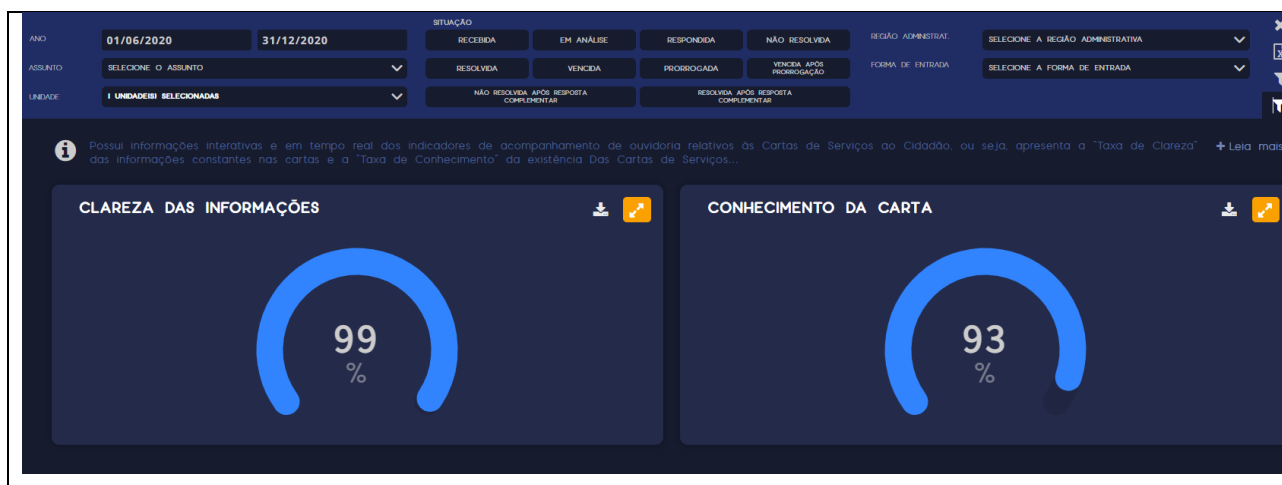 SITUAÇÃO
ANO 01/06/2020 31/12/2020 RECEBIDA EM ANÁLISE RESPONDIDA NÃO RESOLVIDA REGIÃO ADMINISTRAT. SELECIONE A REGIÃO ADMINISTRATIVA
ASSUNTO SELECIONE O ASSUNTO RESOLVIDA VENCIDA PRORROGADA VENCIDA APÓS PRORROGAÇÃO FORMA DE ENTRADA SELECIONE A FORMA DE ENTRADA
UNIDADE 1 UNIDADE(S) SELECIONADAS NÃO RESOLVIDA APÓS RESPOSTA COMPLEMENTAR RESOLVIDA APÓS RESPOSTA COMPLEMENTAR
Possui informações interativas e em tempo real dos indicadores de acompanhamento de ouvidoria relativos às Cartas de Serviços ao Cidadão, ou seja, apresenta a "Taxa de Clareza" + Leia mais
das informações constantes nas cartas e a "Taxa de Conhecimento" da existência Das Cartas de Serviços...
CLAREZA DAS INFORMAÇÕES
99
%
CONHECIMENTO DA CARTA
93
%